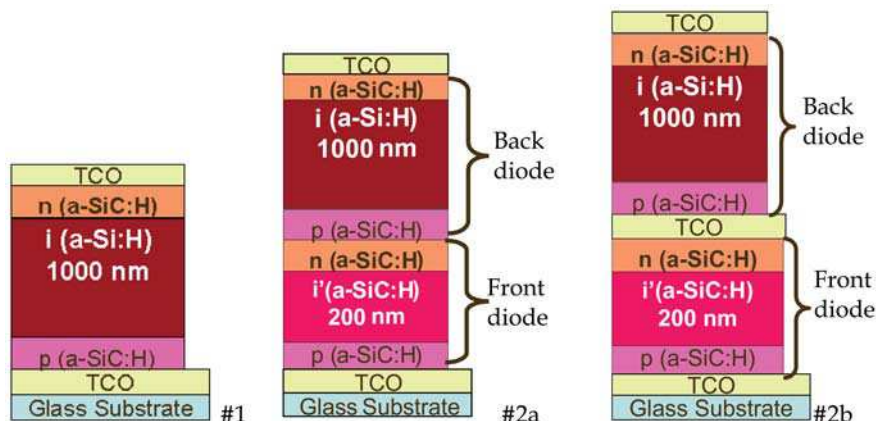 TCO
n (a-SiC:H)
i (a-Si:H)
1000 nm
p (a-SiC:H)
TCO
Glass Substrate
#1
TCO
n (a-SiC:H)
i (a-Si:H)
1000 nm
p (a-SiC:H)
Back
diode
n (a-SiC:H)
i'(a-SiC:H)
200 nm
p (a-SiC:H)
Front
diode
TCO
Glass Substrate
#2a
TCO
n (a-SiC:H)
i (a-Si:H)
1000 nm
p (a-SiC:H)
Back
diode
TCO
n (a-SiC:H)
i'(a-SiC:H)
200 nm
p (a-SiC:H)
Front
diode
TCO
Glass Substrate
#2b